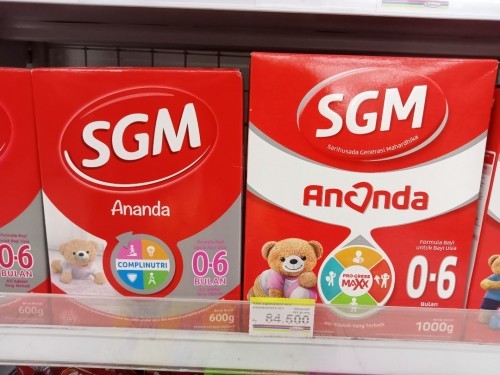 0-6
BULAN
600g
SGM
Ananda
COMPLINUTRI
0-6
BULAN
600g
SGM
Sarihusada Generasi Mahardhika
Ananda
Formula Bayi
untuk Bayi Usia
PRO-GRESS
MAXX
0-6
Bulan
1000g
84.500